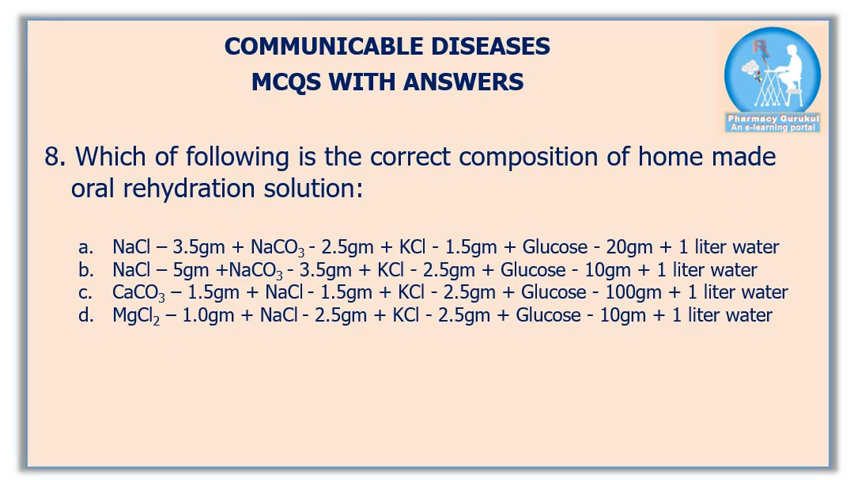 COMMUNICABLE DISEASES
MCQS WITH ANSWERS
Pharmacy Gurukul
An e-learning portal
8. Which of following is the correct composition of home made
oral rehydration solution:
a. NaCl – 3.5gm + NaCO₃ - 2.5gm + KCl - 1.5gm + Glucose - 20gm + 1 liter water
b. NaCl – 5gm +NaCO₃ - 3.5gm + KCl - 2.5gm + Glucose - 10gm + 1 liter water
c. CaCO₃ – 1.5gm + NaCl - 1.5gm + KCl - 2.5gm + Glucose - 100gm + 1 liter water
d. MgCl₂ – 1.0gm + NaCl - 2.5gm + KCl - 2.5gm + Glucose - 10gm + 1 liter water